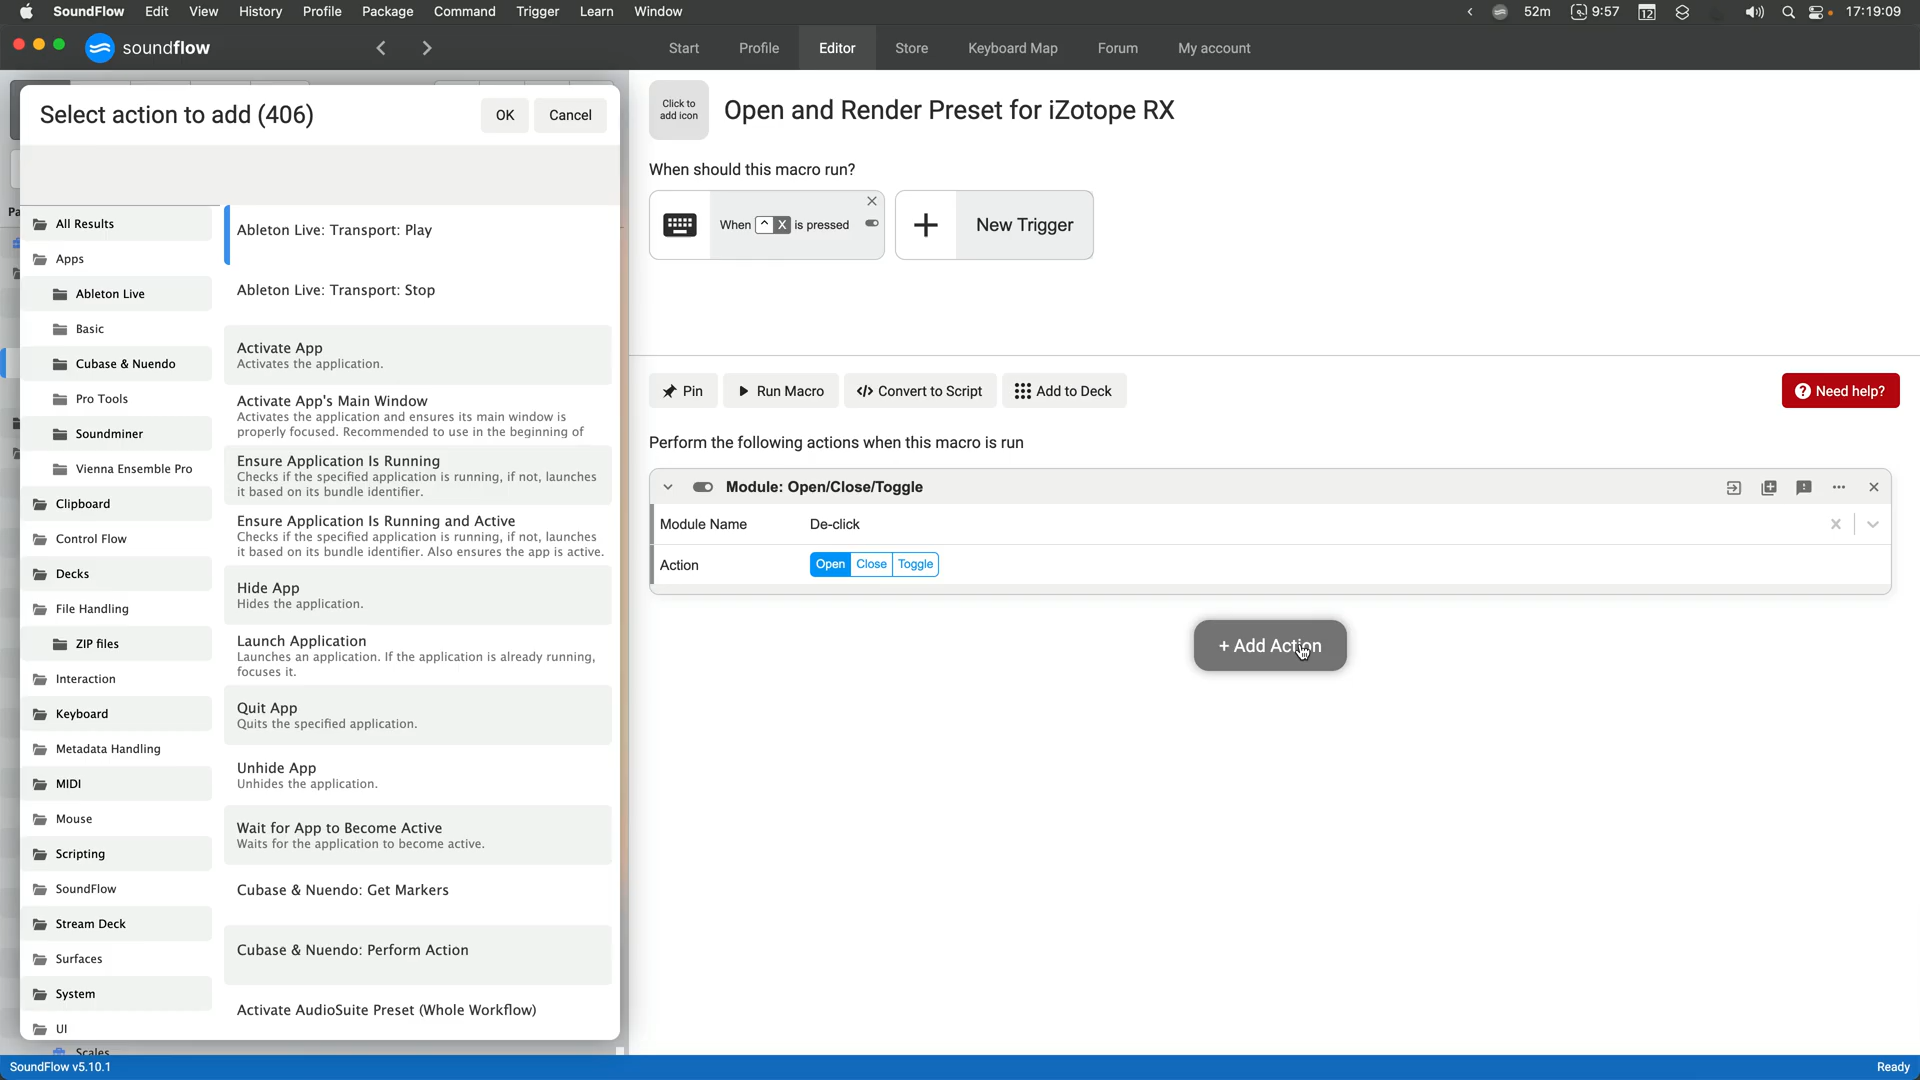 SoundFlow Edit View History Profile Package Command Trigger Learn Window 52m 9:57 12 17:19:09
soundflow Start Profile Editor Store Keyboard Map Forum My account
Select action to add (406) OK Cancel
All Results
Apps
Ableton Live
Basic
Cubase & Nuendo
Pro Tools
Soundminer
Vienna Ensemble Pro
Clipboard
Control Flow
Decks
File Handling
ZIP files
Interaction
Keyboard
Metadata Handling
MIDI
Mouse
Scripting
SoundFlow
Stream Deck
Surfaces
System
UI
Scales
Ableton Live: Transport: Play
Ableton Live: Transport: Stop
Activate App
Activates the application.
Activate App's Main Window
Activates the application and ensures its main window is
properly focused. Recommended to use in the beginning of
Ensure Application Is Running
Checks if the specified application is running, if not, launches
it based on its bundle identifier.
Ensure Application Is Running and Active
Checks if the specified application is running, if not, launches
it based on its bundle identifier. Also ensures the app is active.
Hide App
Hides the application.
Launch Application
Launches an application. If the application is already running,
focuses it.
Quit App
Quits the specified application.
Unhide App
Unhides the application.
Wait for App to Become Active
Waits for the application to become active.
Cubase & Nuendo: Get Markers
Cubase & Nuendo: Perform Action
Activate AudioSuite Preset (Whole Workflow)
Click to
add icon
Open and Render Preset for iZotope RX
When should this macro run?
When ^ X is pressed
New Trigger
Pin Run Macro Convert to Script Add to Deck Need help?
Perform the following actions when this macro is run
Module: Open/Close/Toggle
Module Name De-click
Action Open Close Toggle
+ Add Action
SoundFlow v5.10.1 Ready